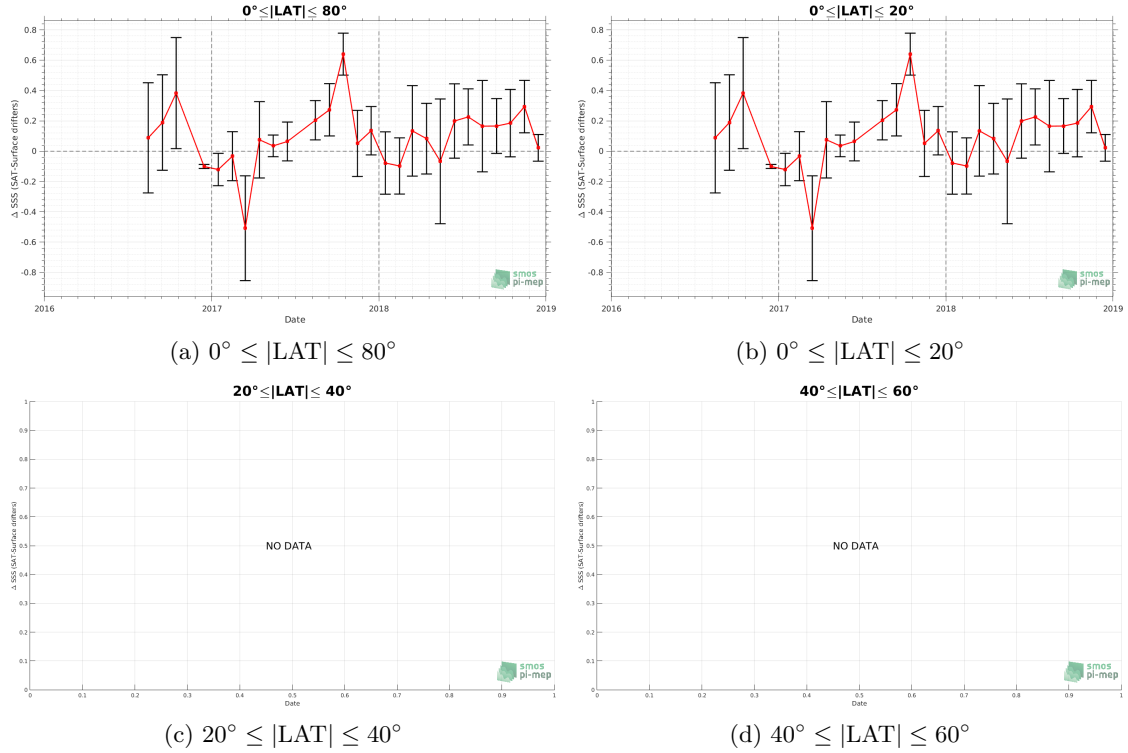 0°≤|LAT|≤ 80°
Δ SSS (SAT-Surface drifters)
0.8
0.6
0.4
0.2
0
-0.2
-0.4
-0.6
-0.8
2016
2017
2018
2019
Date
smos
pi-mep
(a) 0° ≤ |LAT| ≤ 80°
0°≤|LAT|≤ 20°
Δ SSS (SAT-Surface drifters)
0.8
0.6
0.4
0.2
0
-0.2
-0.4
-0.6
-0.8
2016
2017
2018
2019
Date
smos
pi-mep
(b) 0° ≤ |LAT| ≤ 20°
20°≤|LAT|≤ 40°
Δ SSS (SAT-Surface drifters)
1
0.9
0.8
0.7
0.6
0.5
0.4
0.3
0.2
0.1
0
NO DATA
0 0.1 0.2 0.3 0.4 0.5 0.6 0.7 0.8 0.9 1
Date
smos
pi-mep
(c) 20° ≤ |LAT| ≤ 40°
40°≤|LAT|≤ 60°
Δ SSS (SAT-Surface drifters)
1
0.9
0.8
0.7
0.6
0.5
0.4
0.3
0.2
0.1
0
NO DATA
0 0.1 0.2 0.3 0.4 0.5 0.6 0.7 0.8 0.9 1
Date
smos
pi-mep
(d) 40° ≤ |LAT| ≤ 60°